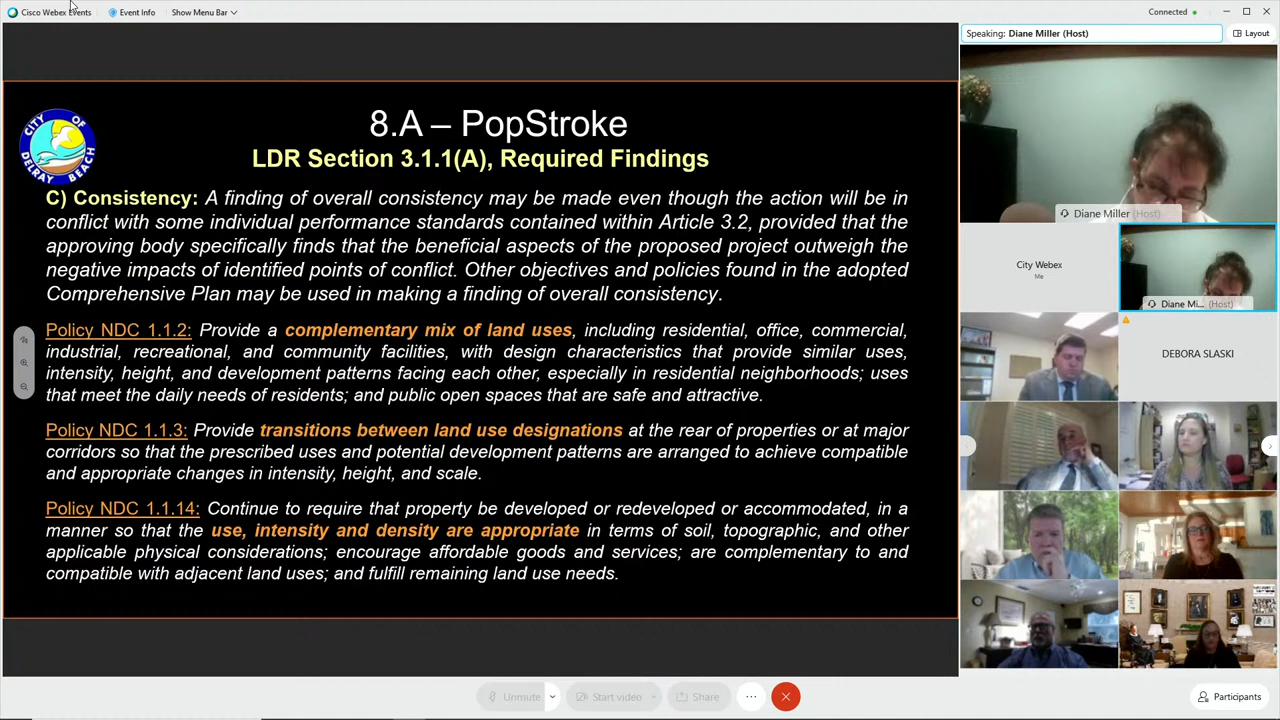 Cisco Webex Events
Event Info
Show Menu Bar
Connected
Speaking: Diane Miller (Host)
Layout
CITY OF
DELRAY BEACH
8.A – PopStroke
LDR Section 3.1.1(A), Required Findings
C) Consistency: A finding of overall consistency may be made even though the action will be in
conflict with some individual performance standards contained within Article 3.2, provided that the
approving body specifically finds that the beneficial aspects of the proposed project outweigh the
negative impacts of identified points of conflict. Other objectives and policies found in the adopted
Comprehensive Plan may be used in making a finding of overall consistency.
Policy NDC 1.1.2: Provide a complementary mix of land uses, including residential, office, commercial,
industrial, recreational, and community facilities, with design characteristics that provide similar uses,
intensity, height, and development patterns facing each other, especially in residential neighborhoods; uses
that meet the daily needs of residents; and public open spaces that are safe and attractive.
Policy NDC 1.1.3: Provide transitions between land use designations at the rear of properties or at major
corridors so that the prescribed uses and potential development patterns are arranged to achieve compatible
and appropriate changes in intensity, height, and scale.
Policy NDC 1.1.14: Continue to require that property be developed or redeveloped or accommodated, in a
manner so that the use, intensity and density are appropriate in terms of soil, topographic, and other
applicable physical considerations; encourage affordable goods and services; are complementary to and
compatible with adjacent land uses; and fulfill remaining land use needs.
Diane Miller (Host)
City Webex
Me
Diane Mi... (Host)
DEBORA SLASKI
Unmute
Start video
Share
Participants